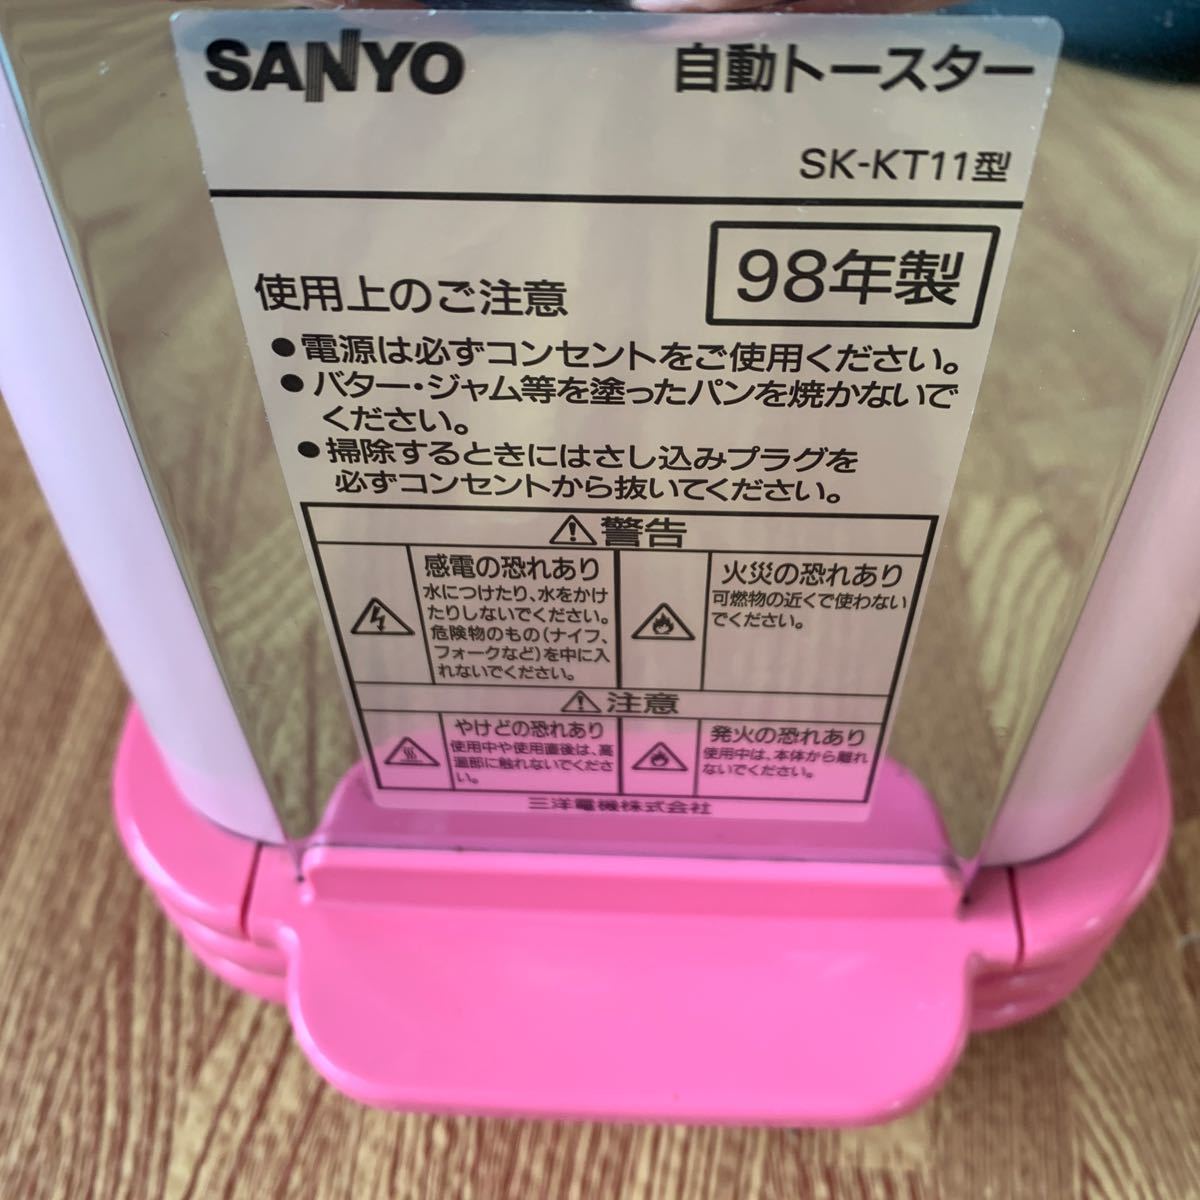 SANYO
自動トースター
SK-KT11型
98年製
使用上のご注意
●電源は必ずコンセントをご使用ください。
●バター・ジャム等を塗ったパンを焼かないで
ください。
●掃除するときにはさし込みプラグを
必ずコンセントから抜いてください。
警告
感電の恐れあり
水につけたり、水をかけ
たりしないでください。
危険物のもの(ナイフ、
フォークなど)を中に入
れないでください。
火災の恐れあり
可燃物の近くで使わない
でください。
注意
やけどの恐れあり
使用中や使用直後は、高
温部に触れないでくださ
い。
発火の恐れあり
使用中は、本体から離れ
ないでください。
三洋電機株式会社